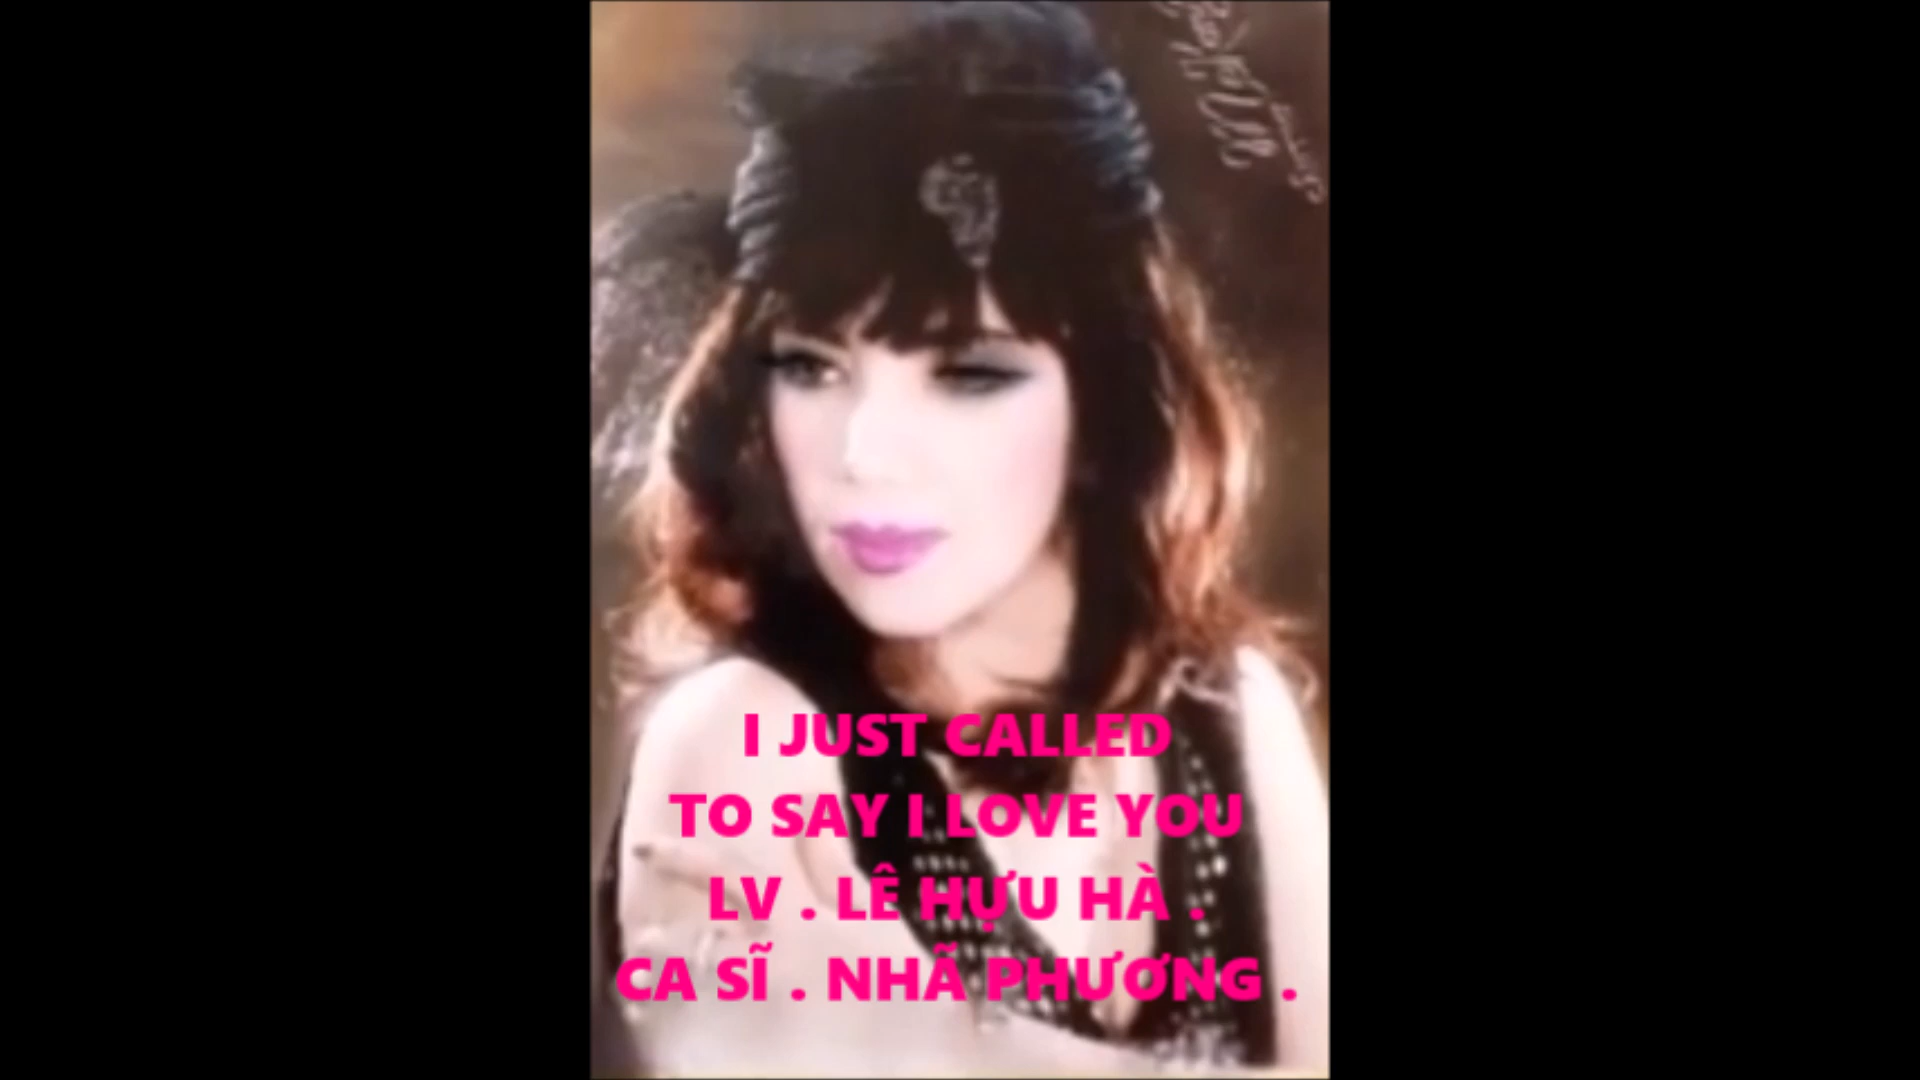 I JUST CALLED
TO SAY I LOVE YOU
LV . LÊ HỰU HÀ .
CA SĨ . NHÃ PHƯƠNG .